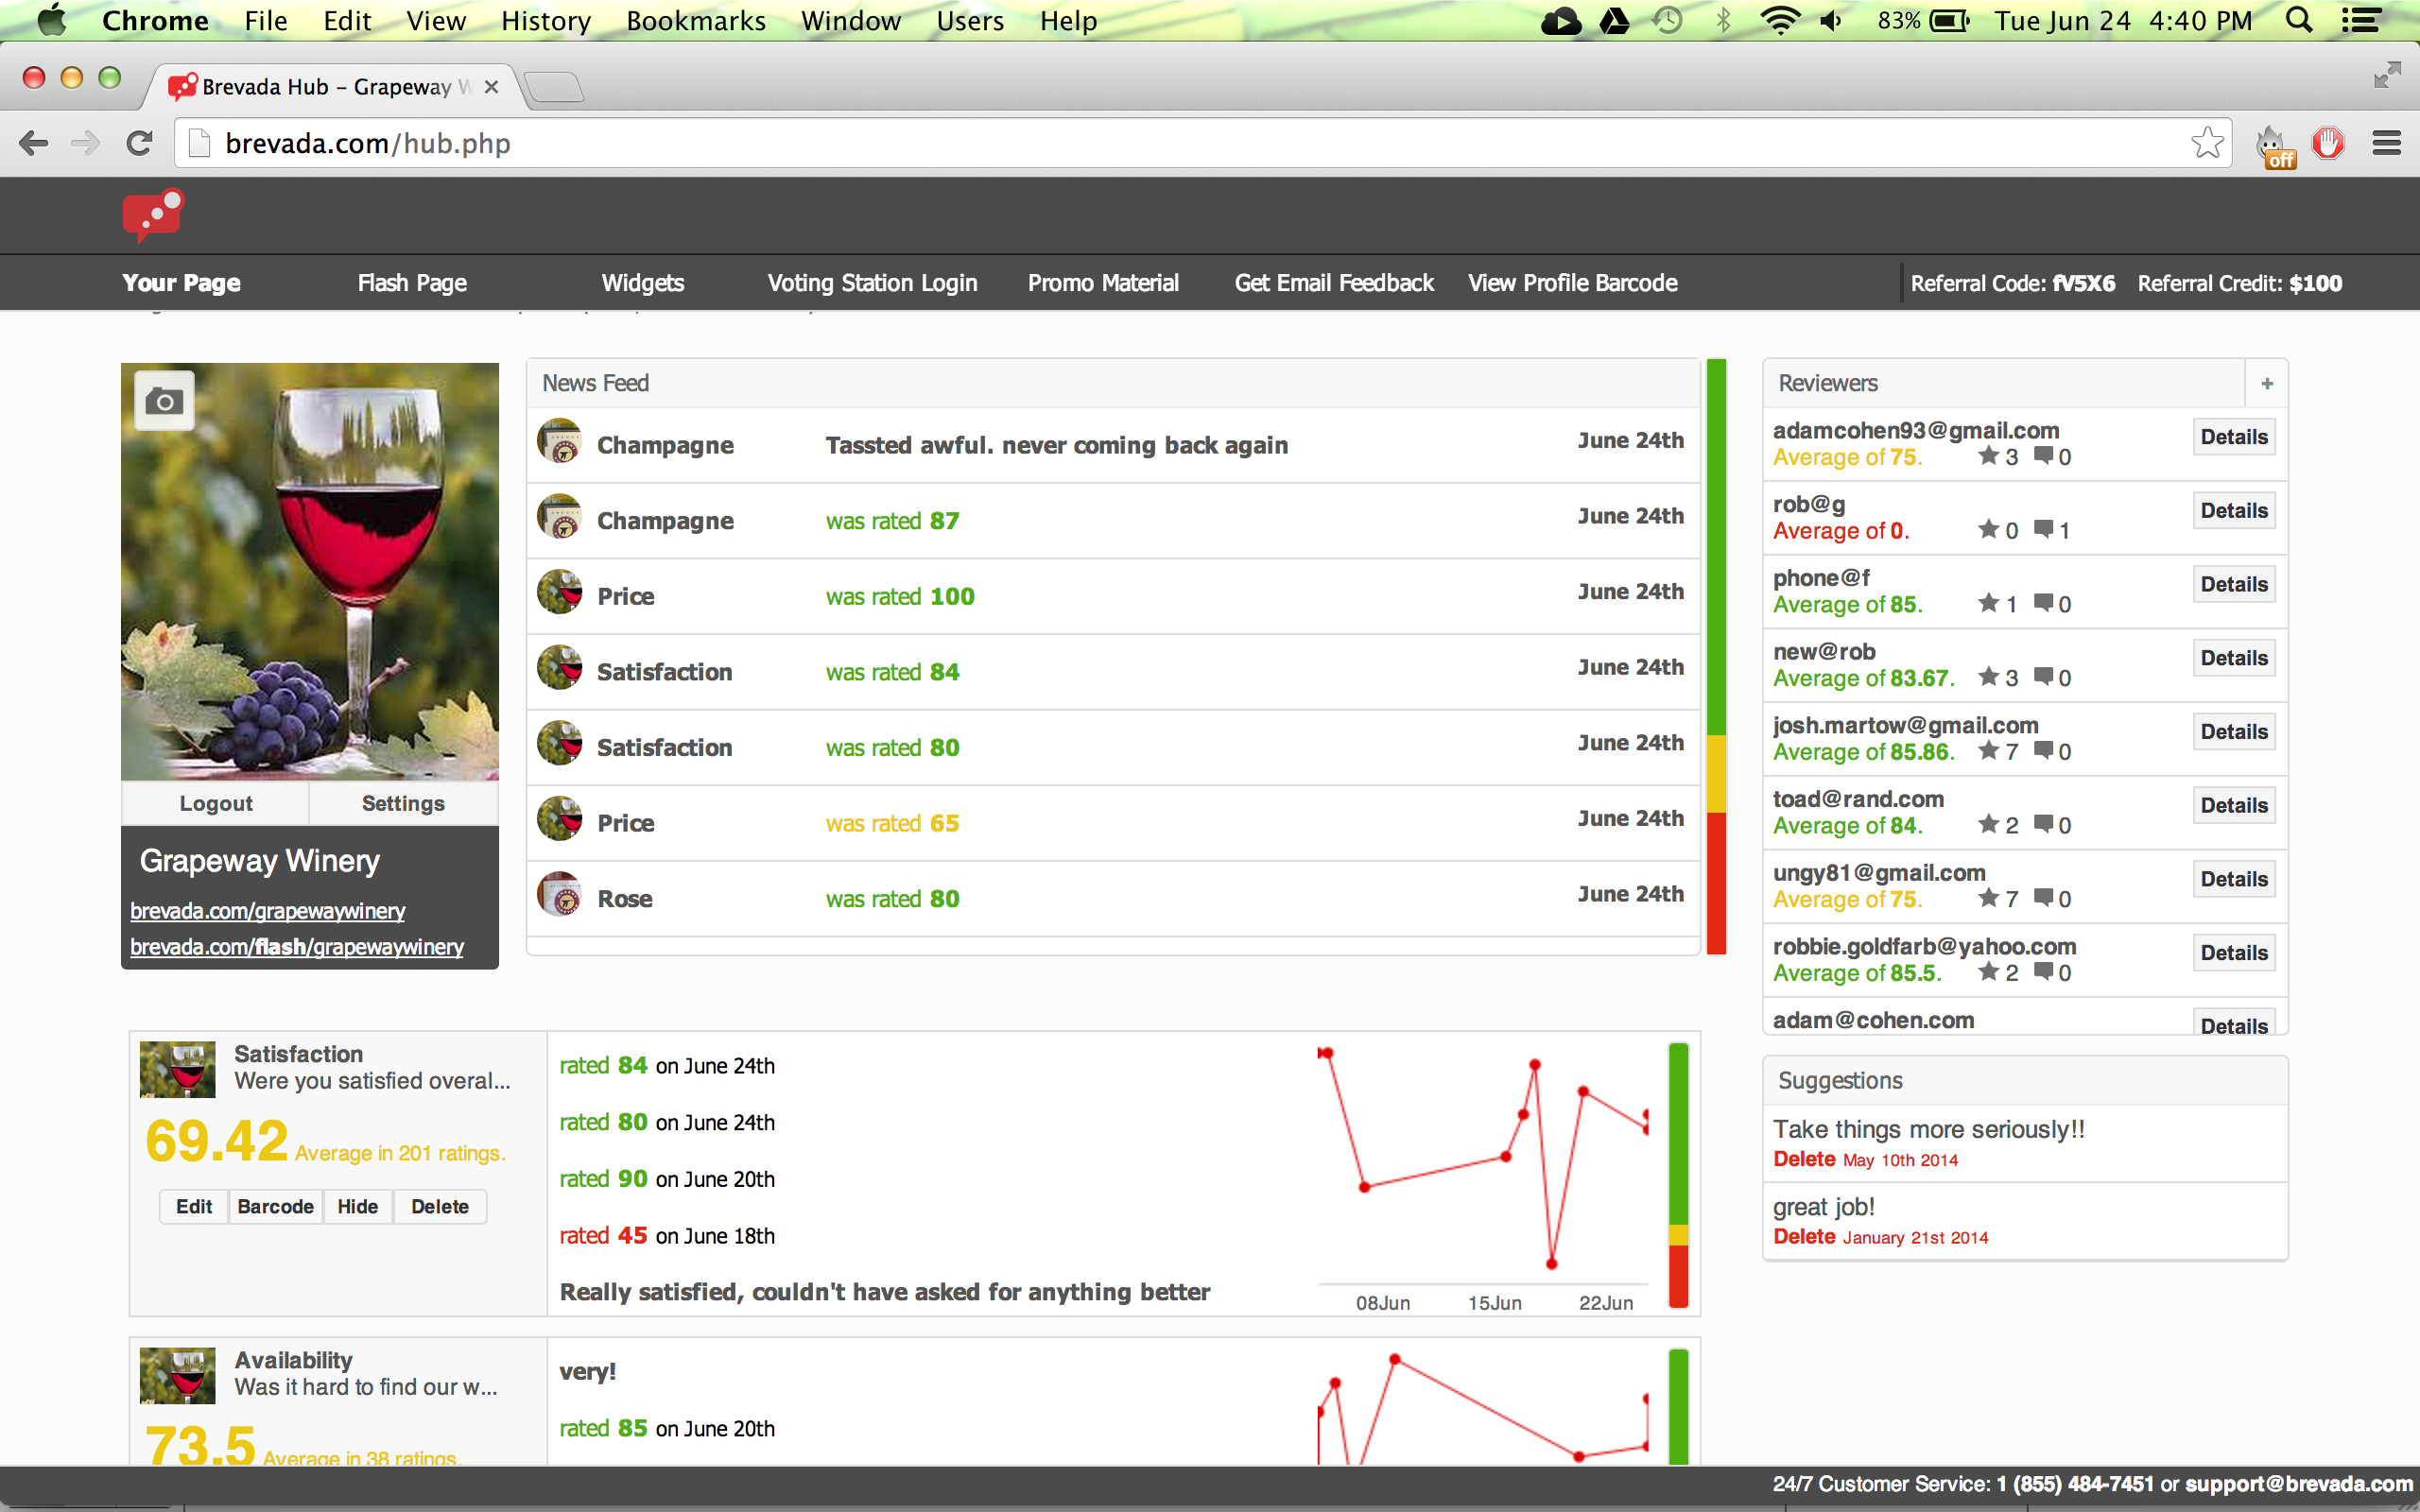 Chrome File Edit View History Bookmarks Window Users Help 83% Tue Jun 24 4:40 PM
Brevada Hub – Grapeway W
brevada.com/hub.php
off
Your Page Flash Page Widgets Voting Station Login Promo Material Get Email Feedback View Profile Barcode Referral Code: fV5X6 Referral Credit: $100
Logout Settings
Grapeway Winery
brevada.com/grapewaywinery
brevada.com/flash/grapewaywinery
News Feed
Champagne Tassted awful. never coming back again June 24th
Champagne was rated 87 June 24th
Price was rated 100 June 24th
Satisfaction was rated 84 June 24th
Satisfaction was rated 80 June 24th
Price was rated 65 June 24th
Rose was rated 80 June 24th
Reviewers +
adamcohen93@gmail.com Details
Average of 75. 3 0
rob@g Details
Average of 0. 0 1
phone@f Details
Average of 85. 1 0
new@rob Details
Average of 83.67. 3 0
josh.martow@gmail.com Details
Average of 85.86. 7 0
toad@rand.com Details
Average of 84. 2 0
ungy81@gmail.com Details
Average of 75. 7 0
robbie.goldfarb@yahoo.com Details
Average of 85.5. 2 0
adam@cohen.com Details
Suggestions
Take things more seriously!!
Delete May 10th 2014
great job!
Delete January 21st 2014
Satisfaction
Were you satisfied overal...
69.42 Average in 201 ratings.
Edit Barcode Hide Delete
rated 84 on June 24th
rated 80 on June 24th
rated 90 on June 20th
rated 45 on June 18th
Really satisfied, couldn't have asked for anything better
08Jun 15Jun 22Jun
Availability
Was it hard to find our w...
73.5 Average in 38 ratings.
very!
rated 85 on June 20th
24/7 Customer Service: 1 (855) 484-7451 or support@brevada.com